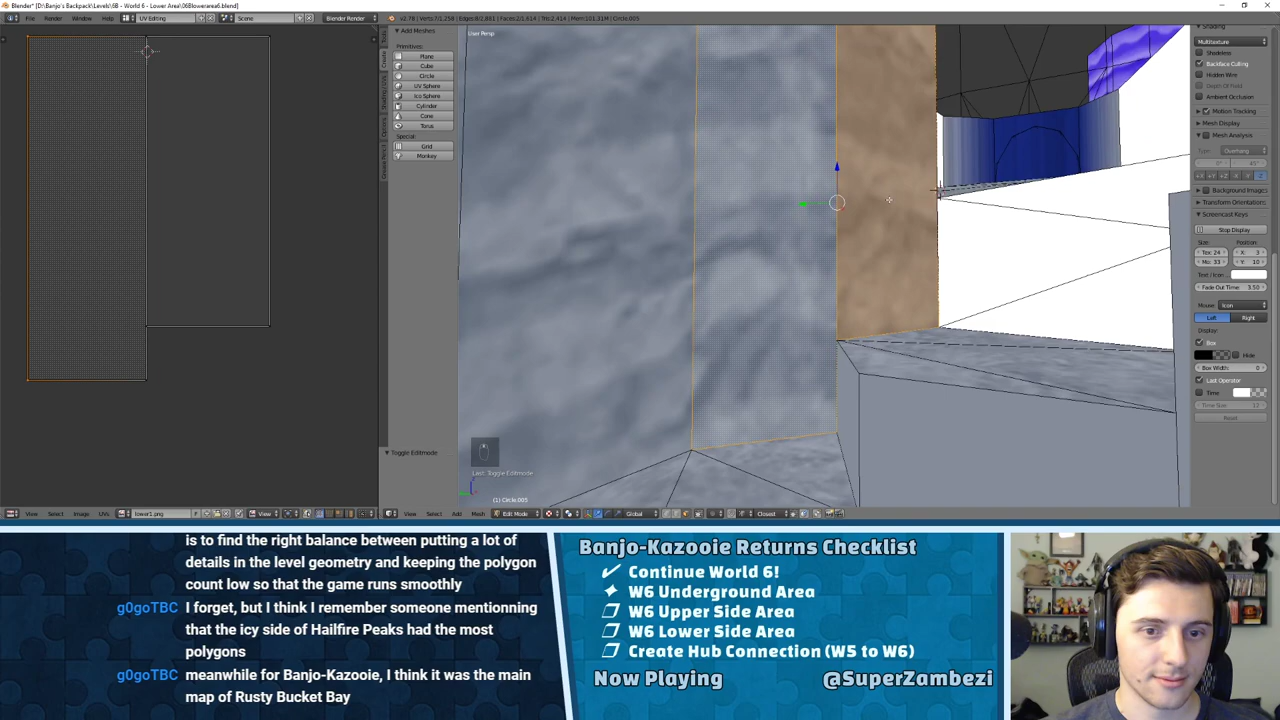 Blender* [D:\Banjo's Backpack\Levels\6B - Lower Area\06Blowerarea6.blend]
File Render Window Help UV Editing Scene Blender Render v2.78 | Verts:7/1,258 | Edges:8/2,861 | Faces:2/1,614 | Tris:2,414 | Mem:101.31M | Circle.005
User Persp
Add Meshes
Primitives:
Plane
Cube
Circle
UV Sphere
Ico Sphere
Cylinder
Cone
Torus
Special:
Grid
Monkey
Toggle Editmode
Last: Toggle Editmode
(1) Circle.005
Shading
Multitexture
Shadeless
Backface Culling
Hidden Wire
Depth Of Field
Ambient Occlusion
Motion Tracking
Mesh Display
Mesh Analysis
Type: Overhang
Background Images
Transform Orientations
Screencast Keys
Stop Display
Size: Position:
Tex: 24 X: 3
Mo: 33 Y: 10
Text / Icon
Fade Out Time: 3.50
Mouse: Icon
Left Right
Display:
Box
Hide
Box Width: 0
Last Operator
Time
Reset
View Select Image UVs lower1.png F View
View Select Add Mesh Edit Mode Global Closest
is to find the right balance between putting a lot of
details in the level geometry and keeping the polygon
count low so that the game runs smoothly
g0goTBC I forget, but I think I remember someone mentionning
that the icy side of Hailfire Peaks had the most
polygons
g0goTBC meanwhile for Banjo-Kazooie, I think it was the main
map of Rusty Bucket Bay
Banjo-Kazooie Returns Checklist
Continue World 6!
W6 Underground Area
W6 Upper Side Area
W6 Lower Side Area
Create Hub Connection (W5 to W6)
Now Playing @SuperZambezi